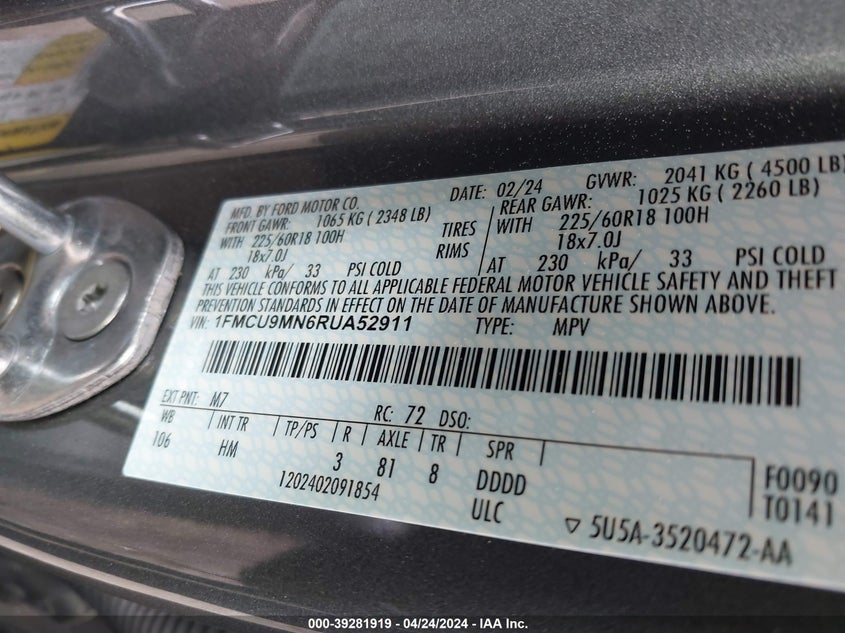 MFD. BY FORD MOTOR CO.
DATE: 02/24 GVWR: 2041 KG ( 4500 LB)
FRONT GAWR: 1065 KG ( 2348 LB) REAR GAWR: 1025 KG ( 2260 LB)
WITH 225/60R18 100H TIRES WITH 225/60R18 100H
18x7.0J RIMS 18x7.0J
AT 230 kPa/ 33 PSI COLD AT 230 kPa/ 33 PSI COLD
THIS VEHICLE CONFORMS TO ALL APPLICABLE FEDERAL MOTOR VEHICLE SAFETY AND THEFT
PREVENTION STANDARDS IN EFFECT ON THE DATE OF MANUFACTURE SHOWN ABOVE.
VIN: 1FMCU9MN6RUA52911 TYPE: MPV
EXT PNT: M7 RC: 72 DSO:
WB INT TR TP/PS R AXLE TR SPR
106 HM 3 81 8 DDDD F0090
1202402091854 ULC T0141
5U5A-3520472-AA
000-39281919 / 04/24/2024 - IAA Inc.